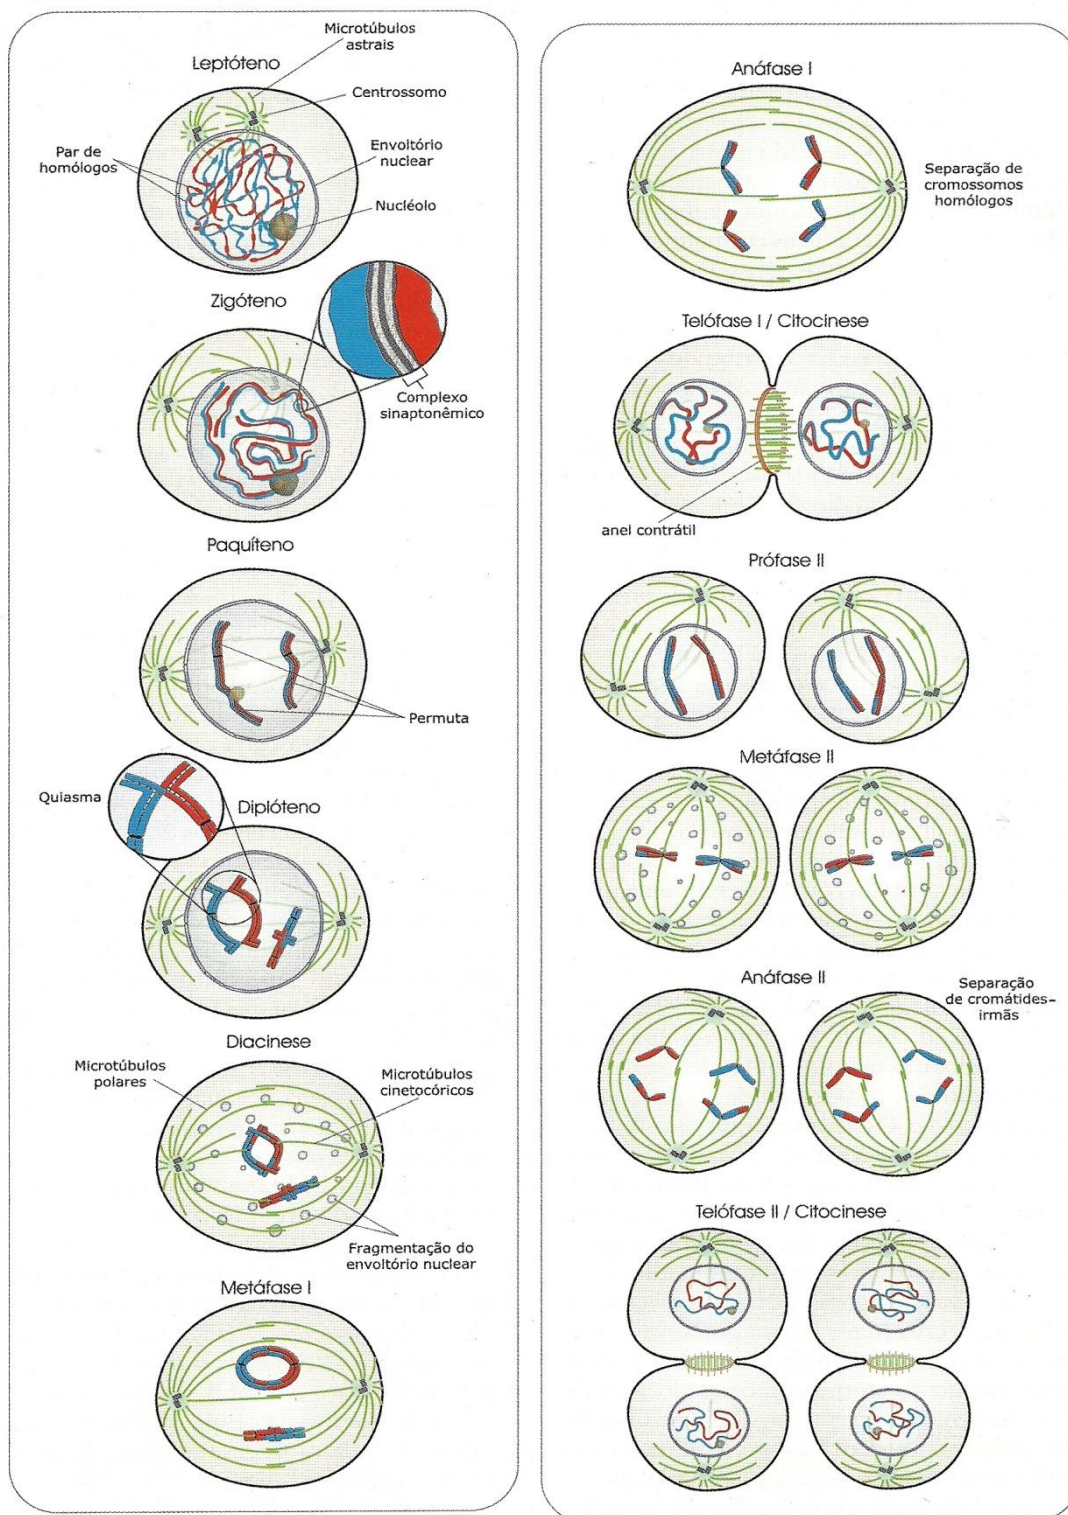 Microtúbulos
astrais
Leptóteno
Centrossomo
Par de
homólogos
Envoltório
nuclear
Nucléolo
Zigóteno
Complexo
sinaptonêmico
Paquíteno
Permuta
Quiasma
Diplóteno
Diacinese
Microtúbulos
polares
Microtúbulos
cinetocóricos
Fragmentação do
envoltório nuclear
Metáfase I
Anáfase I
Separação de
cromossomos
homólogos
Telófase I / Citocinese
anel contrátil
Prófase II
Metáfase II
Anáfase II
Separação
de cromátides-
irmãs
Telófase II / Citocinese